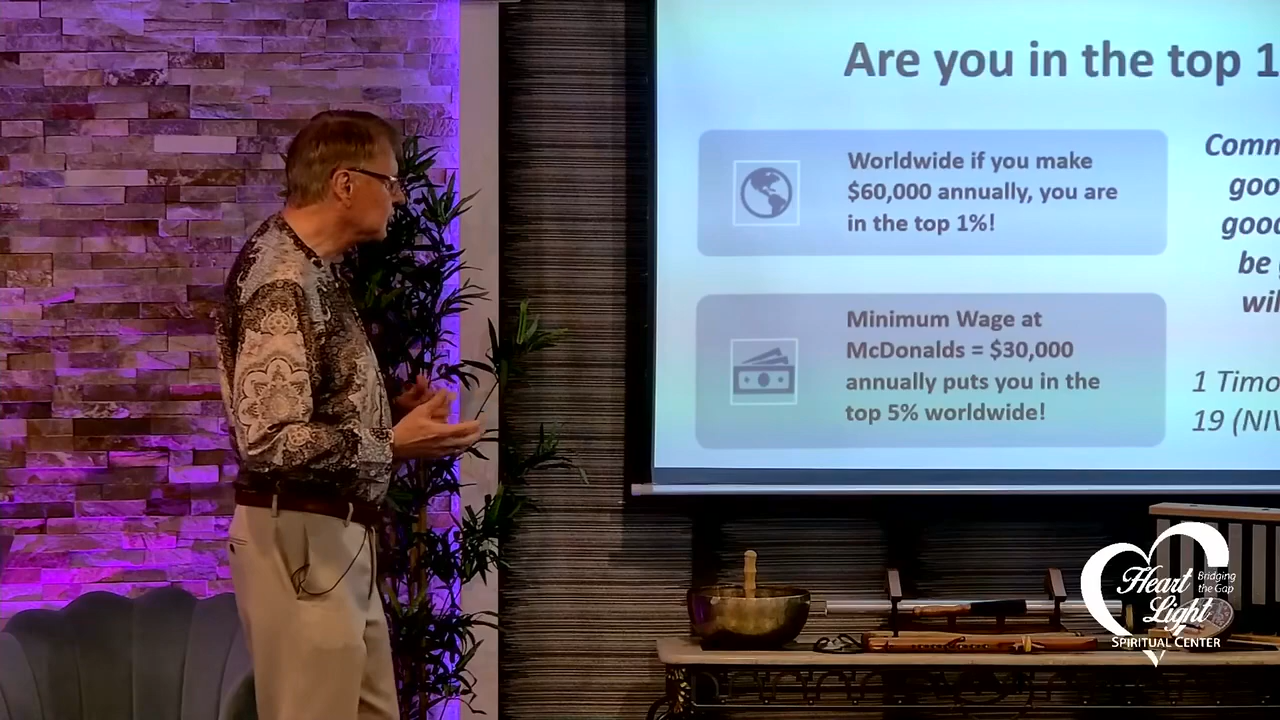 Are you in the top 1
Worldwide if you make
$60,000 annually, you are
in the top 1%!
Minimum Wage at
McDonalds = $30,000
annually puts you in the
top 5% worldwide!
Comm
goo
good
be
wil
1 Timo
19 (NIV
Heart
Light
Bridging
the Gap
SPIRITUAL CENTER